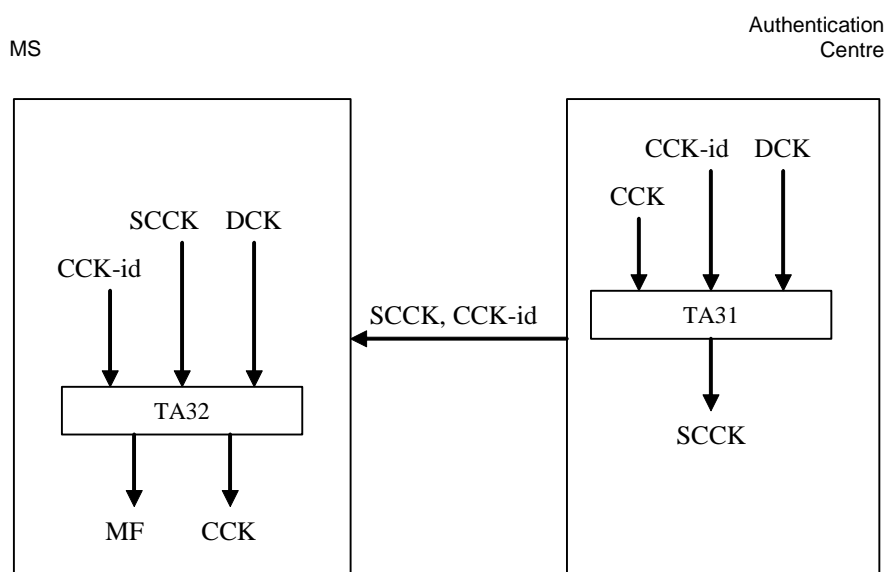 MS
Authentication
Centre
SCCK DCK
CCK-id
TA32
MF CCK
SCCK, CCK-id
CCK-id DCK
CCK
TA31
SCCK